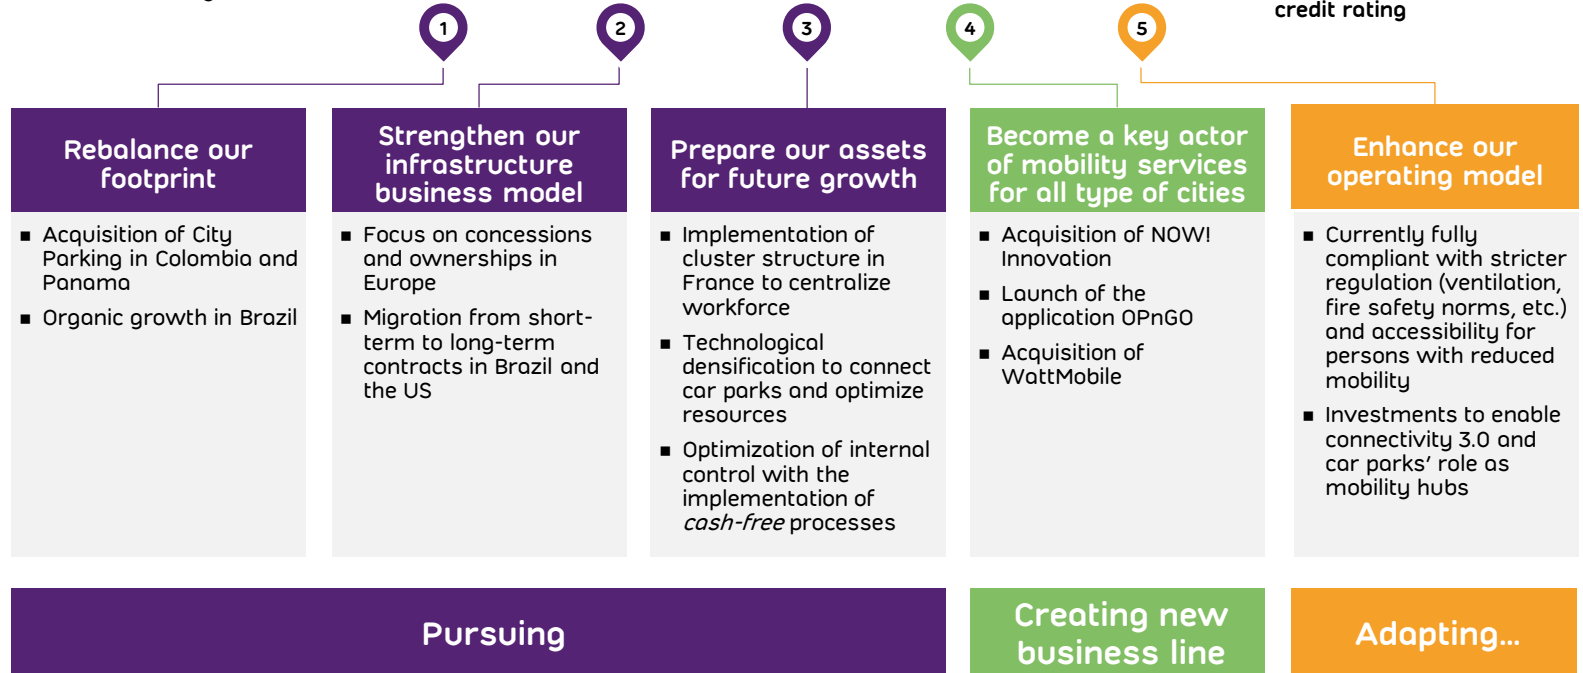 credit rating
1
2
3
4
5
Rebalance our
footprint
Strengthen our
infrastructure
business model
Prepare our assets
for future growth
Become a key actor
of mobility services
for all type of cities
Enhance our
operating model
▪ Acquisition of City
Parking in Colombia and
Panama
▪ Organic growth in Brazil
▪ Focus on concessions
and ownerships in
Europe
▪ Migration from short-
term to long-term
contracts in Brazil and
the US
▪ Implementation of
cluster structure in
France to centralize
workforce
▪ Technological
densification to connect
car parks and optimize
resources
▪ Optimization of internal
control with the
implementation of
cash-free processes
▪ Acquisition of NOW!
Innovation
▪ Launch of the
application OPnGO
▪ Acquisition of
WattMobile
▪ Currently fully
compliant with stricter
regulation (ventilation,
fire safety norms, etc.)
and accessibility for
persons with reduced
mobility
▪ Investments to enable
connectivity 3.0 and
car parks' role as
mobility hubs
Pursuing
Creating new
business line
Adapting...